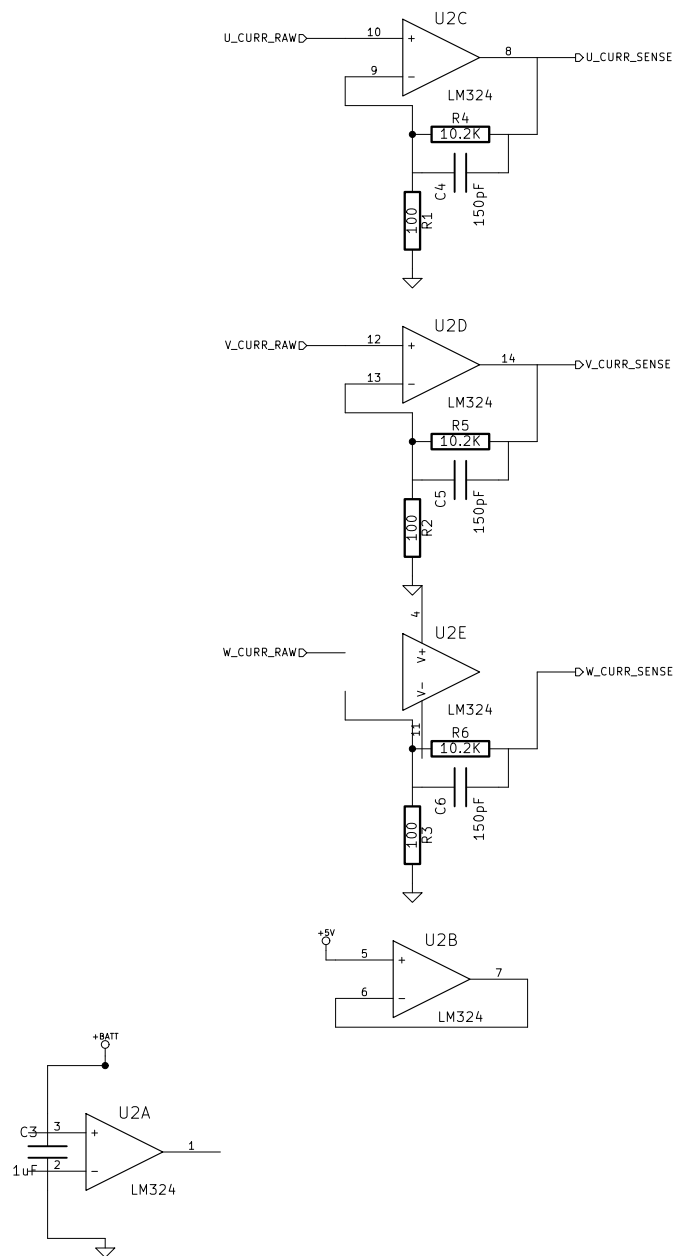 U2C
U_CURR_RAW
10
+
9
−
8
U_CURR_SENSE
LM324
R4
10.2K
C4
150pF
100
R1
U2D
V_CURR_RAW
12
+
13
−
14
V_CURR_SENSE
LM324
R5
10.2K
C5
150pF
100
R2
4
U2E
W_CURR_RAW
V+
V-
W_CURR_SENSE
LM324
11
R6
10.2K
C6
150pF
100
R3
+5V
U2B
5
+
6
−
7
LM324
+BATT
U2A
C3
3
+
1
1uF
2
−
LM324